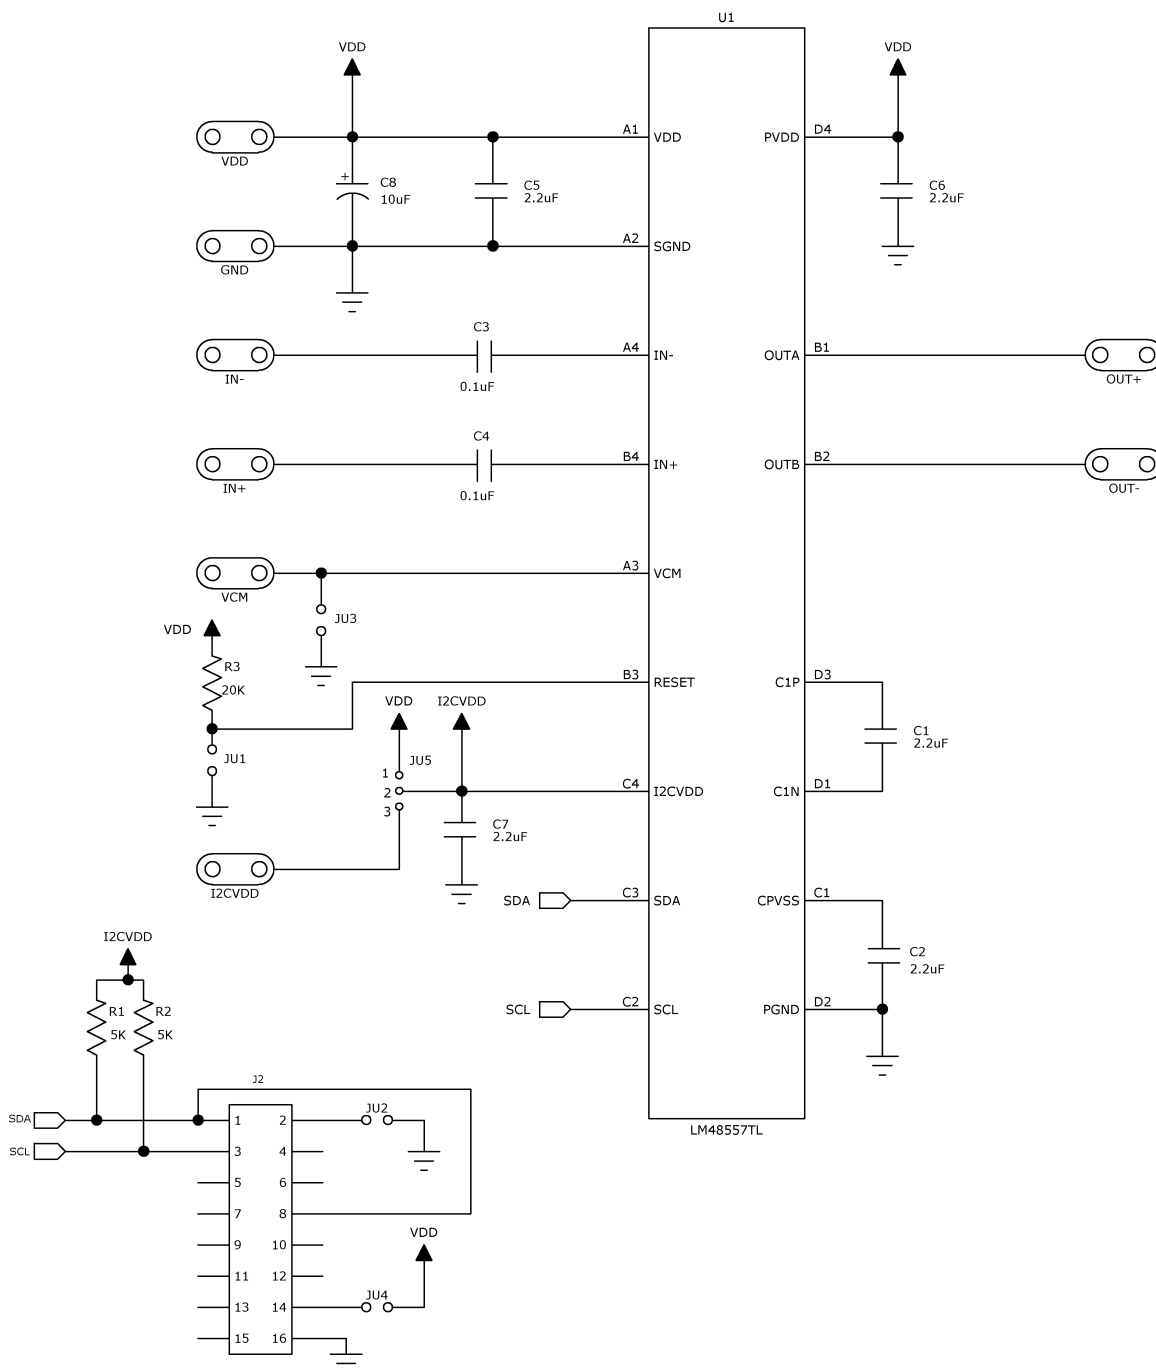 U1
VDD
VDD
VDD
A1
VDD
PVDD
D4
+
C8
10uF
C5
2.2uF
C6
2.2uF
GND
A2
SGND
C3
0.1uF
IN-
A4
IN-
OUTA
B1
OUT+
C4
0.1uF
IN+
B4
IN+
OUTB
B2
OUT-
VCM
A3
VCM
JU3
VDD
R3
20K
B3
RESET
C1P
D3
JU1
VDD
I2CVDD
JU5
1
2
3
C4
I2CVDD
C1N
D1
C1
2.2uF
C7
2.2uF
I2CVDD
SDA
C3
SDA
CPVSS
C1
C2
2.2uF
SCL
C2
SCL
PGND
D2
LM48557TL
I2CVDD
R1
5K
R2
5K
J2
SDA
SCL
1
2
3
4
5
6
7
8
9
10
11
12
13
14
15
16
JU2
VDD
JU4